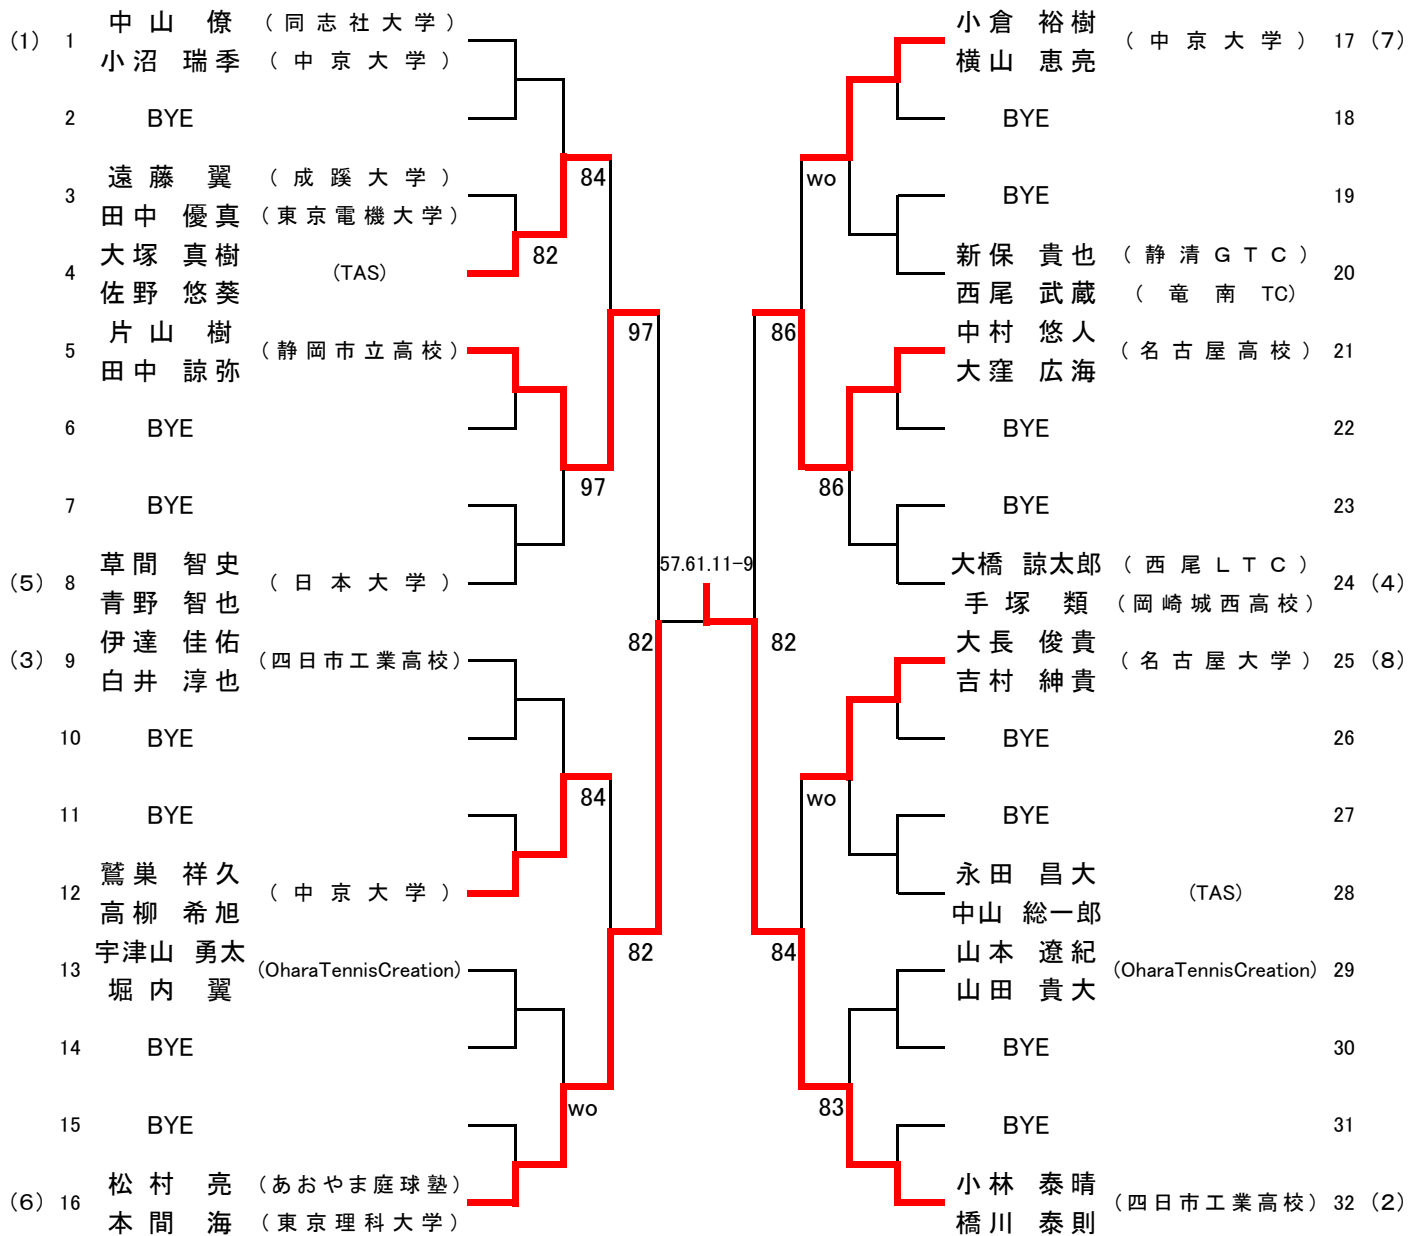 中山 僚 （同志社大学）
(1) 1
小沼 瑞季 （中京大学）
2 BYE
遠藤 翼 （成蹊大学）
3
田中 優真 （東京電機大学）
大塚 真樹
4 (TAS)
佐野 悠葵
片山 樹
5 （静岡市立高校）
田中 諒弥
6 BYE
7 BYE
草間 智史
(5) 8 （日本大学）
青野 智也
伊達 佳佑
(3) 9 （四日市工業高校）
白井 淳也
10 BYE
11 BYE
鷲巣 祥久
12 （中京大学）
高柳 希旭
宇津山 勇太
13 (OharaTennisCreation)
堀内 翼
14 BYE
15 BYE
松村 亮 （あおやま庭球塾）
(6) 16
本間 海 （東京理科大学）
84
82
97
97
82
84
82
wo
57.61.11-9
wo
86
86
82
wo
84
83
小倉 裕樹
（中京大学） 17 (7)
横山 恵亮
BYE 18
BYE 19
新保 貴也 （静清ＧＴＣ）
20
西尾 武蔵 （竜南TC）
中村 悠人
（名古屋高校） 21
大窪 広海
BYE 22
BYE 23
大橋 諒太郎 （西尾ＬＴＣ）
24 (4)
手塚 類 （岡崎城西高校）
大長 俊貴
（名古屋大学） 25 (8)
吉村 紳貴
BYE 26
BYE 27
永田 昌大
(TAS) 28
中山 総一郎
山本 遼紀
(OharaTennisCreation) 29
山田 貴大
BYE 30
BYE 31
小林 泰晴
（四日市工業高校） 32 (2)
橋川 泰則